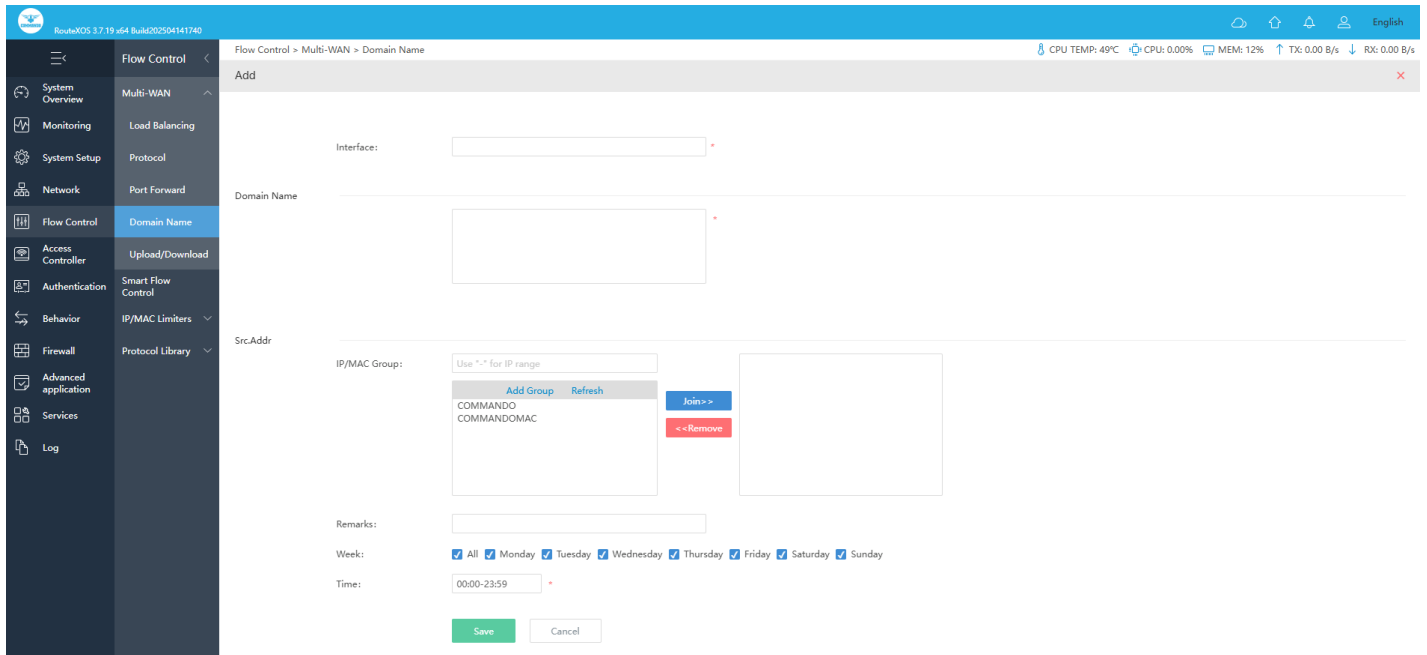 RouteXOS 3.7.19 x64 Build202504141740
English
Flow Control
Flow Control > Multi-WAN > Domain Name
CPU TEMP: 49℃ CPU: 0.00% MEM: 12% TX: 0.00 B/s RX: 0.00 B/s
System Overview
Monitoring
System Setup
Network
Flow Control
Access Controller
Authentication
Behavior
Firewall
Advanced application
Services
Log
Multi-WAN
Load Balancing
Protocol
Port Forward
Domain Name
Upload/Download
Smart Flow Control
IP/MAC Limiters
Protocol Library
Add
Interface: *
Domain Name
*
Src.Addr
IP/MAC Group: Use "-" for IP range
Add Group Refresh
COMMANDO
COMMANDOMAC
Join>>
<<Remove
Remarks:
Week: All Monday Tuesday Wednesday Thursday Friday Saturday Sunday
Time: 00:00-23:59 *
Save Cancel